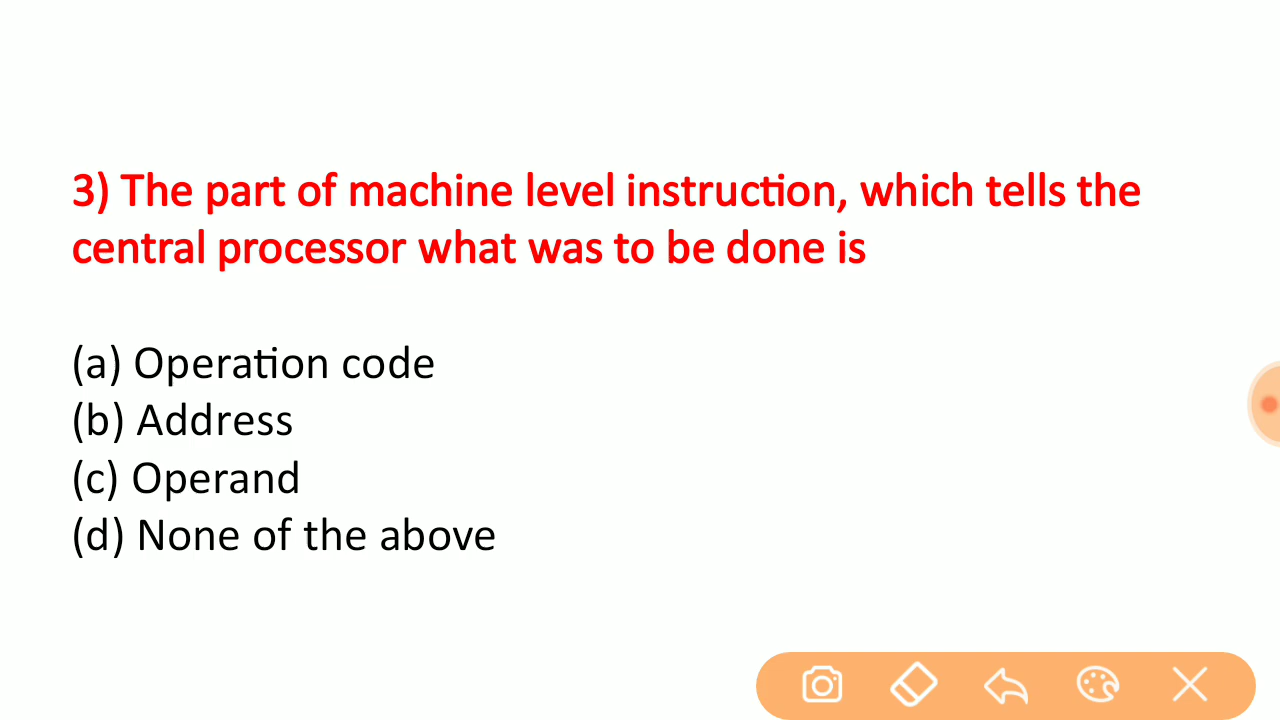 3) The part of machine level instruction, which tells the
central processor what was to be done is
(a) Operation code
(b) Address
(c) Operand
(d) None of the above